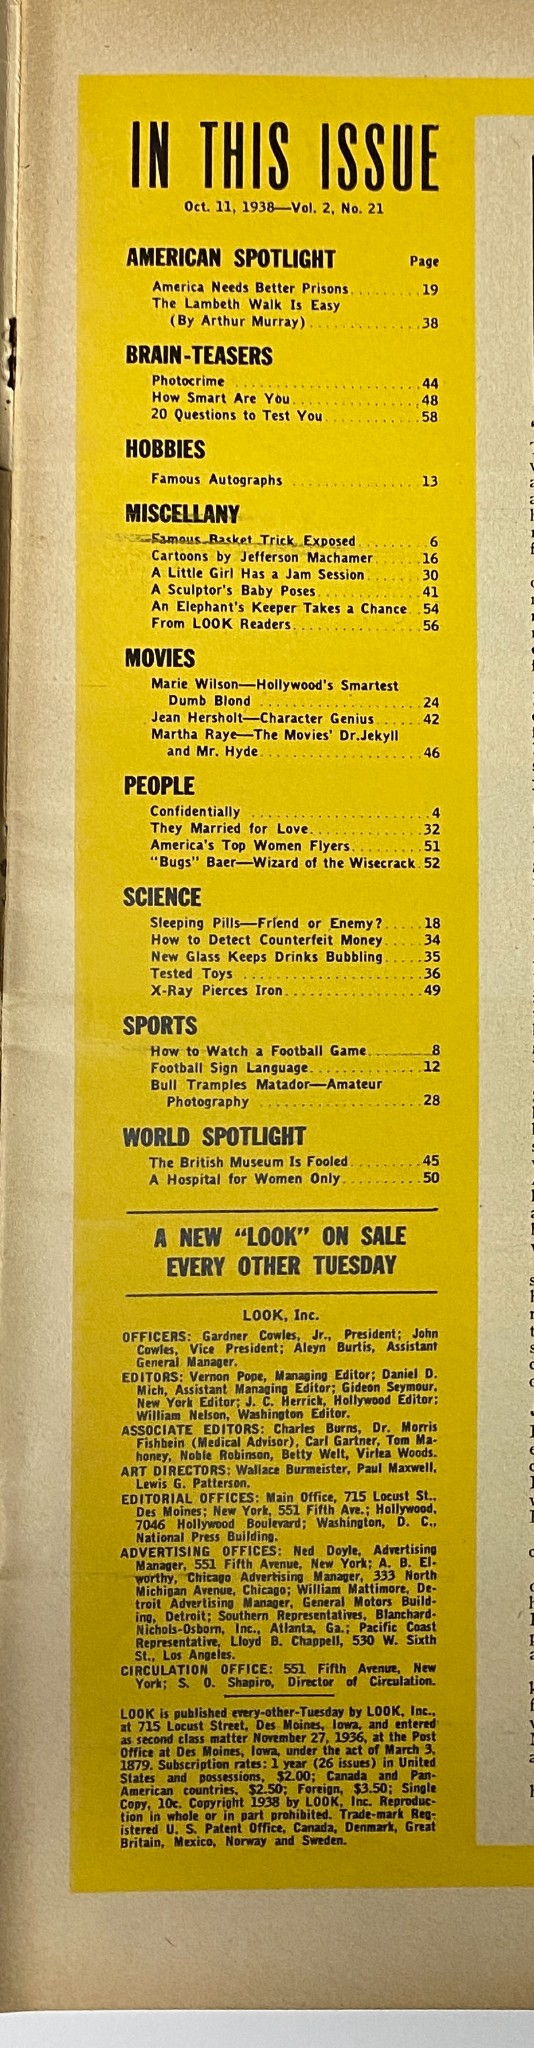 IN THIS ISSUE
Oct. 11, 1938—Vol. 2, No. 21
AMERICAN SPOTLIGHT Page
America Needs Better Prisons........19
The Lambeth Walk Is Easy
(By Arthur Murray).............38
BRAIN-TEASERS
Photocrime ......................44
How Smart Are You...............48
20 Questions to Test You...........58
HOBBIES
Famous Autographs ...............13
MISCELLANY
Famous Basket Trick Exposed........6
Cartoons by Jefferson Machamer.....16
A Little Girl Has a Jam Session......30
A Sculptor's Baby Poses............41
An Elephant's Keeper Takes a Chance.54
From LOOK Readers...............56
MOVIES
Marie Wilson—Hollywood's Smartest
Dumb Blond ..................24
Jean Hersholt—Character Genius.....42
Martha Raye—The Movies' Dr.Jekyll
and Mr. Hyde..................46
PEOPLE
Confidentially ....................4
They Married for Love.............32
America's Top Women Flyers........51
"Bugs" Baer—Wizard of the Wisecrack.52
SCIENCE
Sleeping Pills—Friend or Enemy?.....18
How to Detect Counterfeit Money....34
New Glass Keeps Drinks Bubbling.....35
Tested Toys .....................36
X-Ray Pierces Iron................49
SPORTS
How to Watch a Football Game.......8
Football Sign Language.............12
Bull Tramples Matador—Amateur
Photography ..................28
WORLD SPOTLIGHT
The British Museum Is Fooled........45
A Hospital for Women Only.........50
A NEW "LOOK" ON SALE
EVERY OTHER TUESDAY
LOOK, Inc.
OFFICERS: Gardner Cowles, Jr., President; John
Cowles, Vice President; Aleyn Burtis, Assistant
General Manager.
EDITORS: Vernon Pope, Managing Editor; Daniel D.
Mich, Assistant Managing Editor; Gideon Seymour,
New York Editor; J. C. Herrick, Hollywood Editor;
William Nelson, Washington Editor.
ASSOCIATE EDITORS: Charles Burns, Dr. Morris
Fishbein (Medical Advisor), Carl Gartner, Tom Ma-
honey, Noble Robinson, Betty Welt, Virlea Woods.
ART DIRECTORS: Wallace Burmeister, Paul Maxwell,
Lewis G. Patterson.
EDITORIAL OFFICES: Main Office, 715 Locust St.,
Des Moines; New York, 551 Fifth Ave.; Hollywood,
7046 Hollywood Boulevard; Washington, D. C.,
National Press Building.
ADVERTISING OFFICES: Ned Doyle, Advertising
Manager, 551 Fifth Avenue, New York; A. B. El-
worthy, Chicago Advertising Manager, 333 North
Michigan Avenue, Chicago; William Mattimore, De-
troit Advertising Manager, General Motors Build-
ing, Detroit; Southern Representatives, Blanchard-
Nichols-Osborn, Inc., Atlanta, Ga.; Pacific Coast
Representative, Lloyd B. Chappell, 530 W. Sixth
St., Los Angeles.
CIRCULATION OFFICE: 551 Fifth Avenue, New
York; S. O. Shapiro, Director of Circulation.
LOOK is published every-other-Tuesday by LOOK, Inc.,
at 715 Locust Street, Des Moines, Iowa, and entered
as second class matter November 27, 1936, at the Post
Office at Des Moines, Iowa, under the act of March 3,
1879. Subscription rates: 1 year (26 issues) in United
States and possessions, $2.00; Canada and Pan-
American countries, $2.50; Foreign, $3.50; Single
Copy, 10c. Copyright 1938 by LOOK, Inc. Reproduc-
tion in whole or in part prohibited. Trade-mark Reg-
istered U. S. Patent Office, Canada, Denmark, Great
Britain, Mexico, Norway and Sweden.